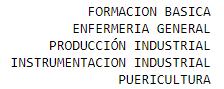 FORMACION BASICA
ENFERMERIA GENERAL
PRODUCCIÓN INDUSTRIAL
INSTRUMENTACION INDUSTRIAL
PUERICULTURA